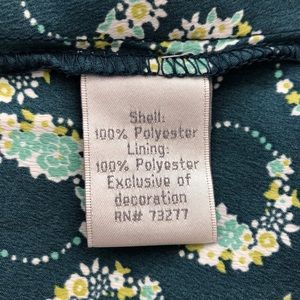 Shell:
100% Polyester
Lining:
100% Polyester
Exclusive of
decoration
RN# 73277